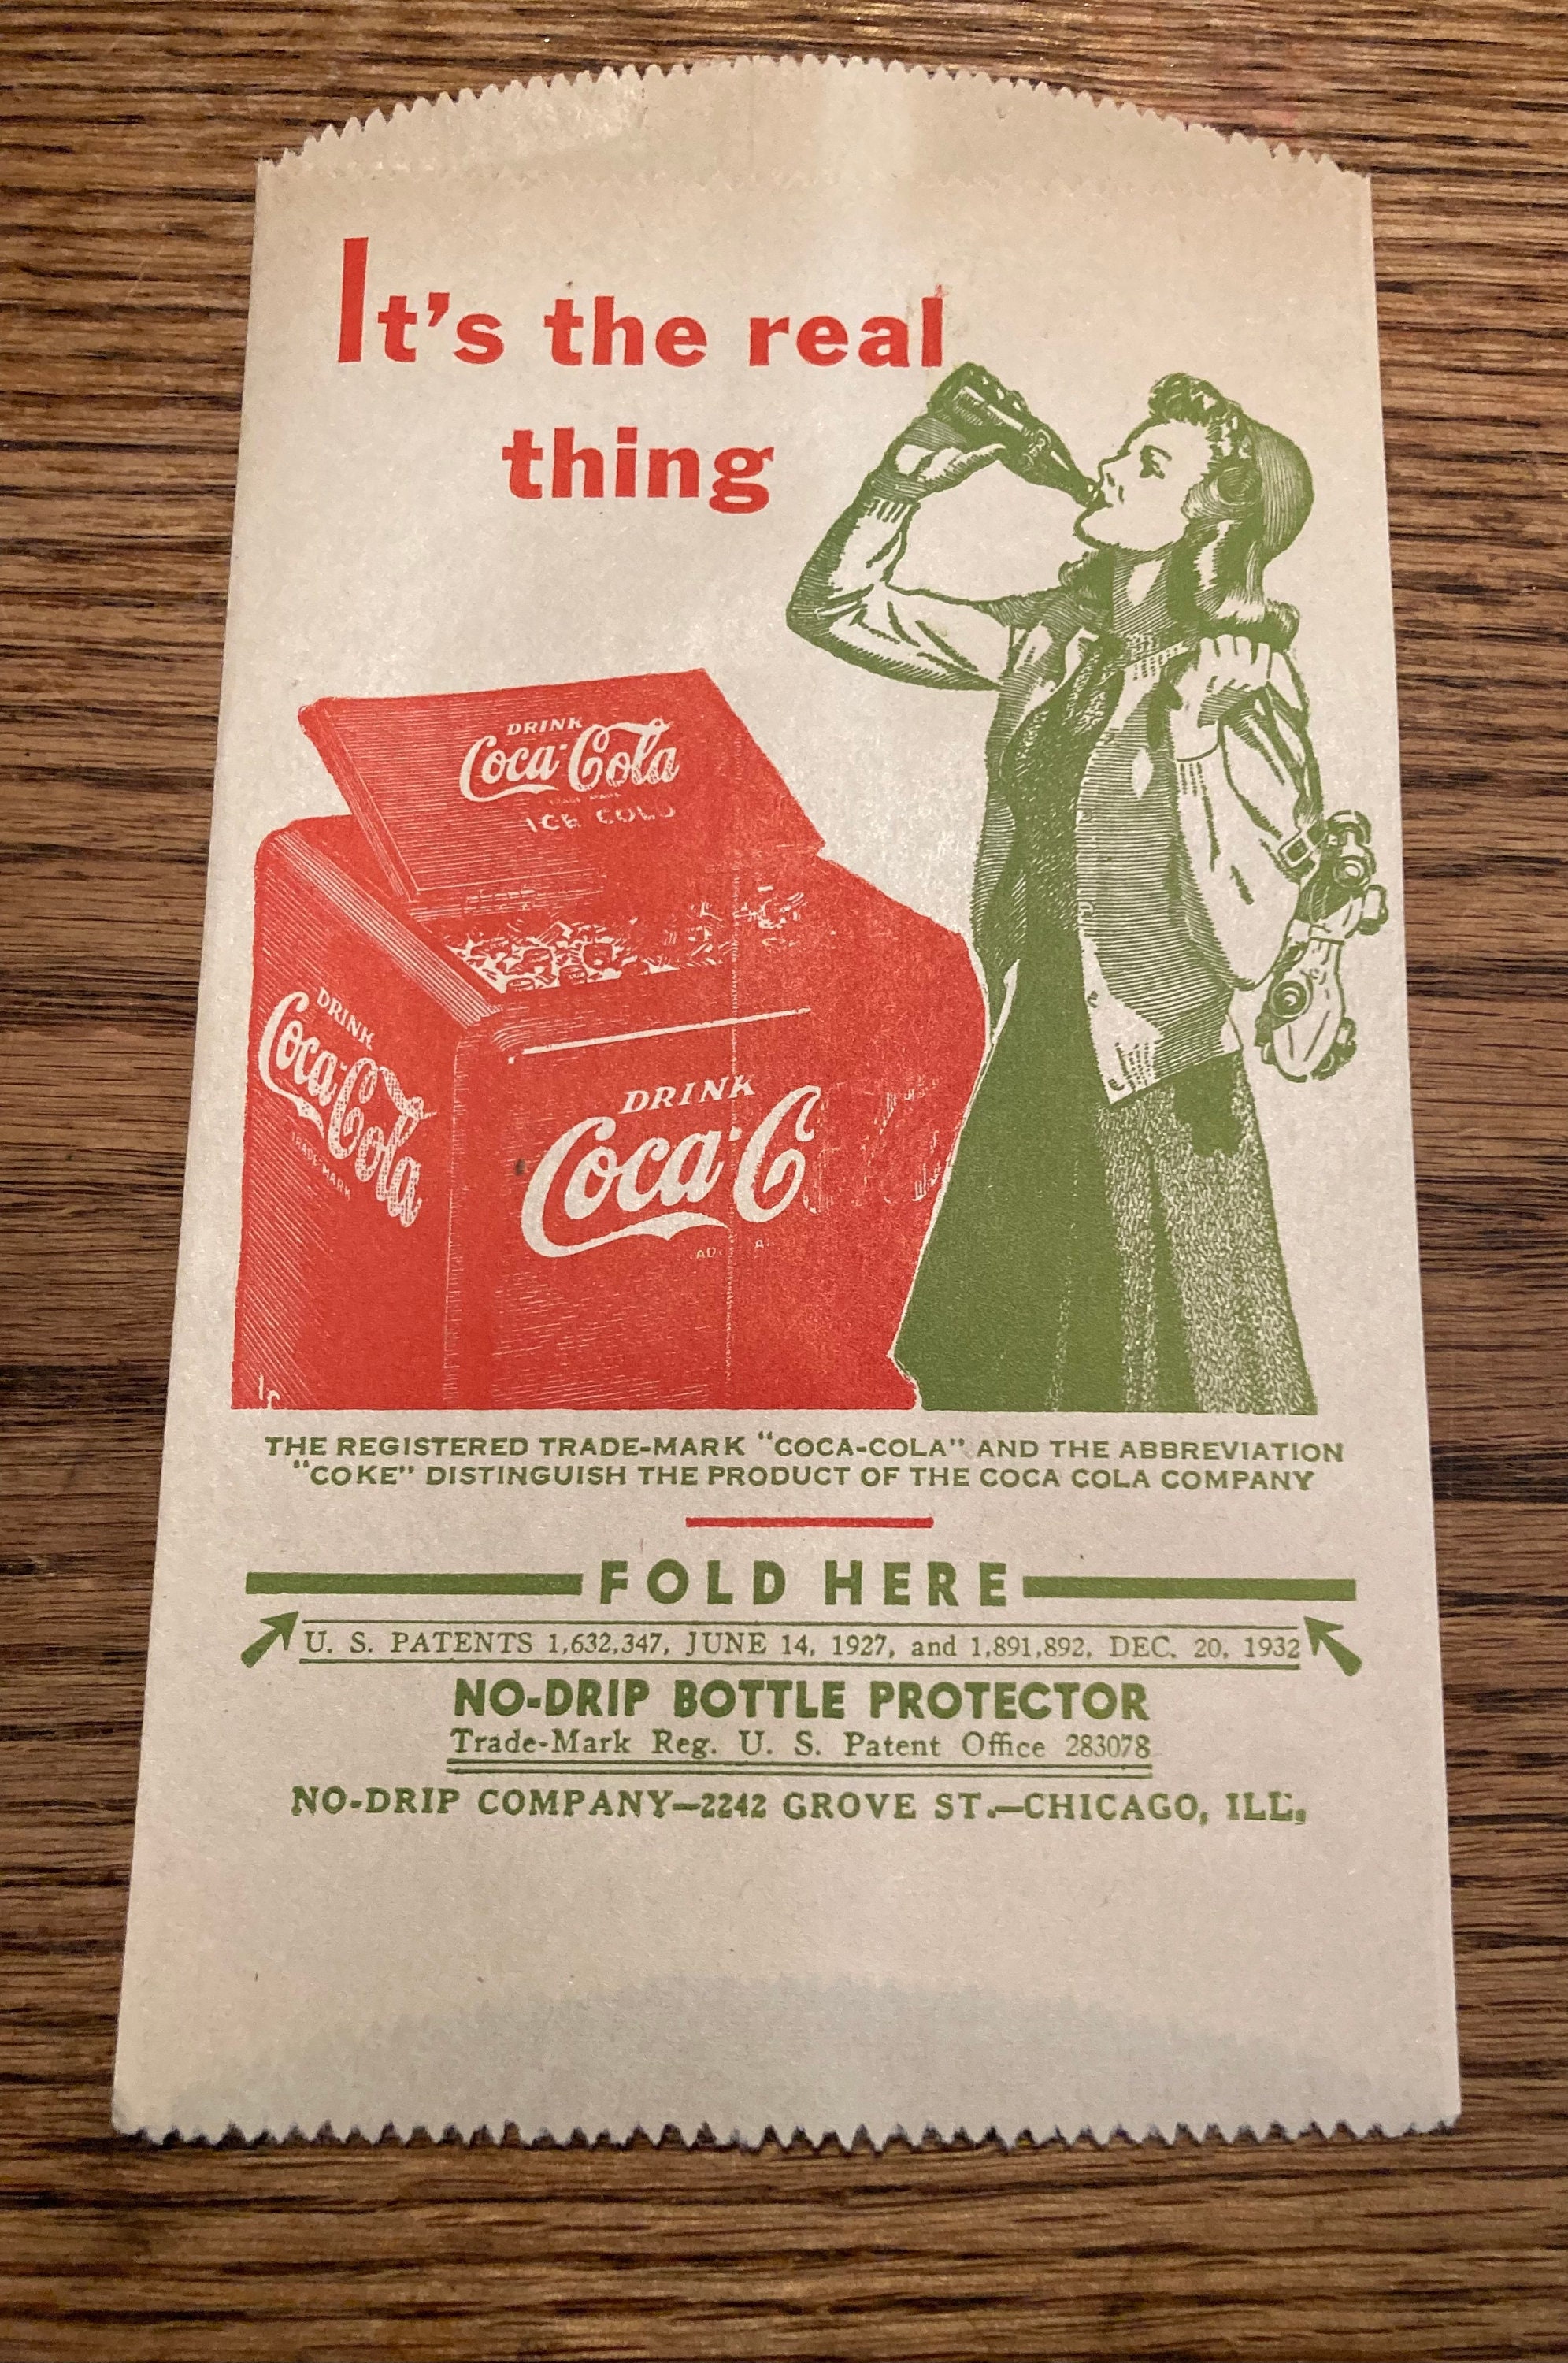 It's the real
thing
DRINK
Coca-Cola
TRADE MARK
ICE COLD
DRINK
Coca-Cola
TRADE-MARK
DRINK
Coca-C
THE REGISTERED TRADE-MARK "COCA-COLA" AND THE ABBREVIATION
"COKE" DISTINGUISH THE PRODUCT OF THE COCA COLA COMPANY
FOLD HERE
U. S. PATENTS 1,632,347, JUNE 14, 1927, and 1,891,892, DEC. 20, 1932
NO-DRIP BOTTLE PROTECTOR
Trade-Mark Reg. U. S. Patent Office 283078
NO-DRIP COMPANY—2242 GROVE ST.—CHICAGO, ILL.